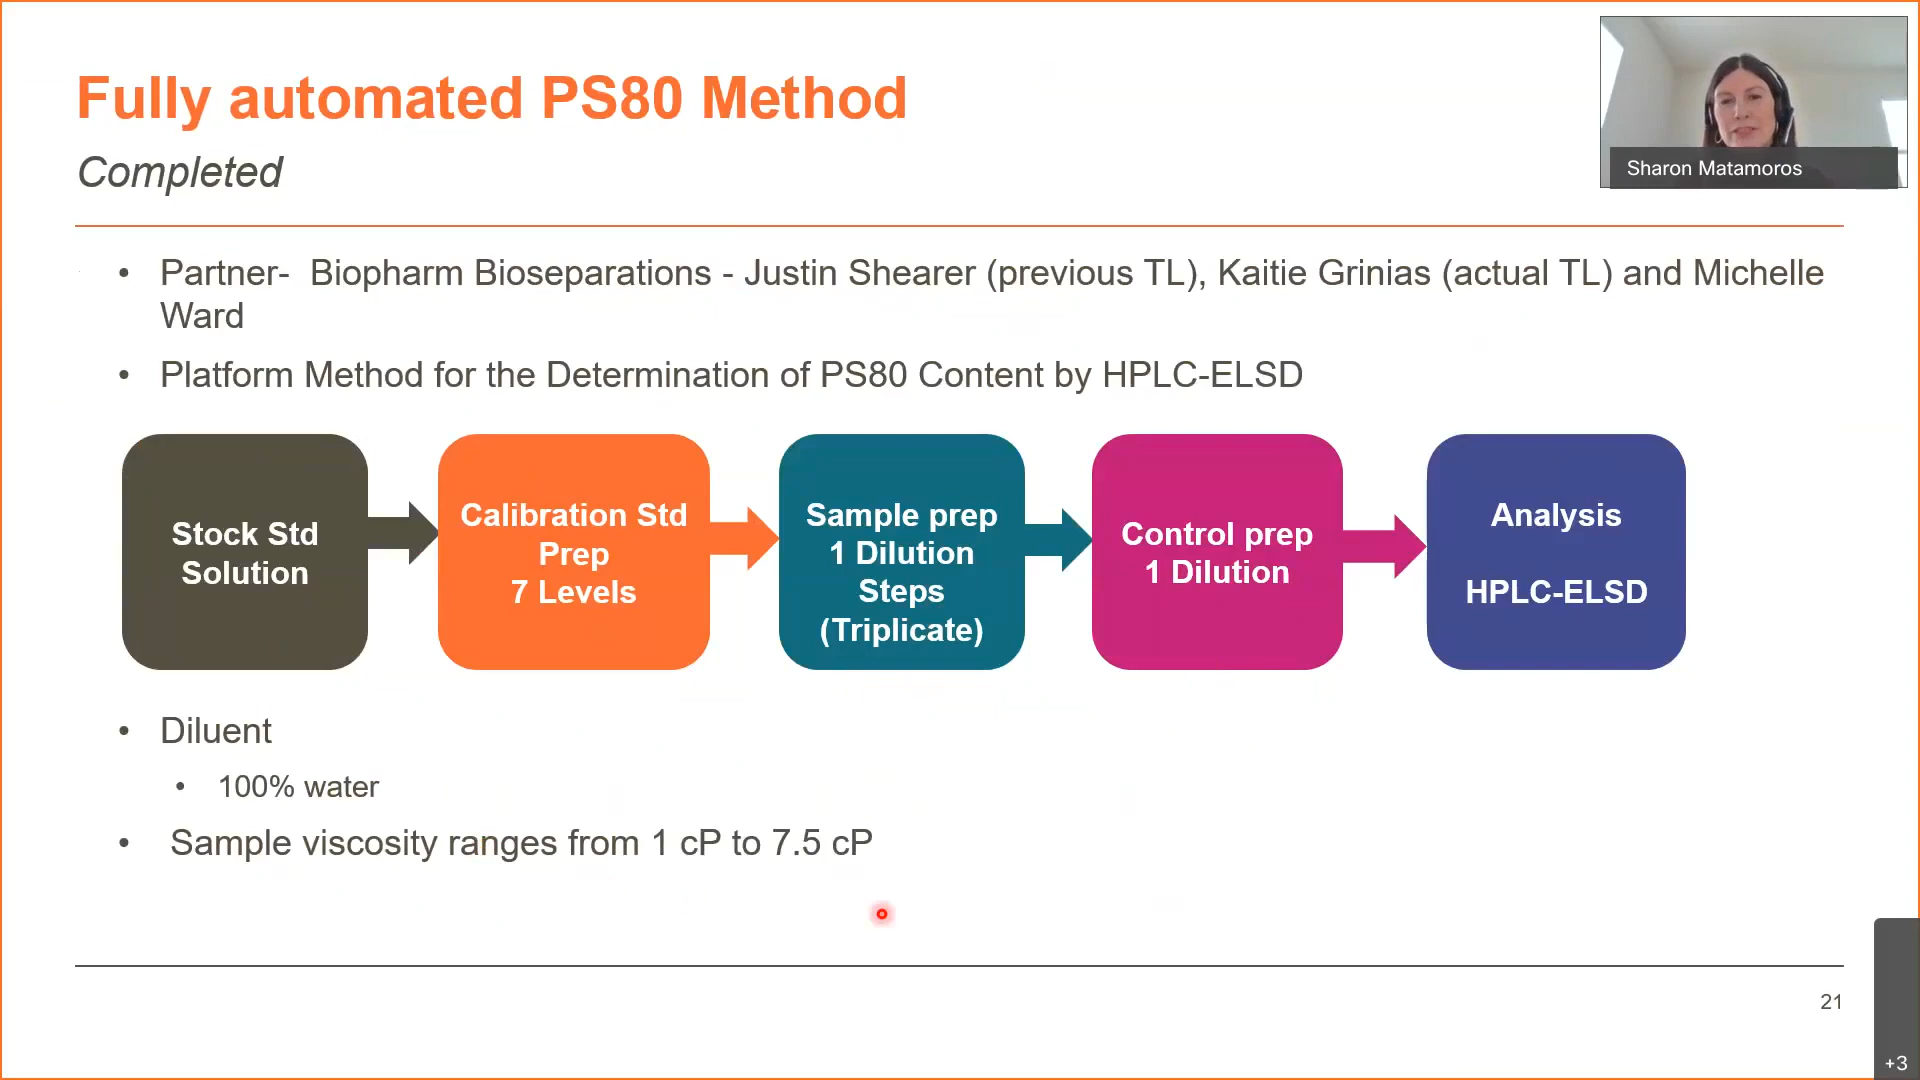 Fully automated PS80 Method
Completed
Sharon Matamoros
• Partner-  Biopharm Bioseparations - Justin Shearer (previous TL), Kaitie Grinias (actual TL) and Michelle
Ward
• Platform Method for the Determination of PS80 Content by HPLC-ELSD
Stock Std
Solution
Calibration Std
Prep
7 Levels
Sample prep
1 Dilution
Steps
(Triplicate)
Control prep
1 Dilution
Analysis
HPLC-ELSD
• Diluent
• 100% water
• Sample viscosity ranges from 1 cP to 7.5 cP
21
+3